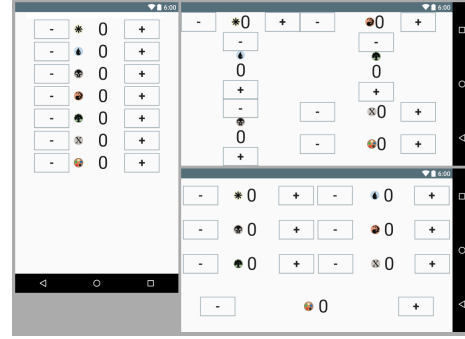 6:00
- 0 +
- 0 +
- 0 +
- 0 +
- 0 +
- X 0 +
- 0 +
6:00
- 0 + - 0 +
- -
0 0
+ +
- - X 0 +
0
+ - 0 +
6:00
- 0 + - 0 +
- 0 + - 0 +
- 0 + - X 0 +
- 0 +